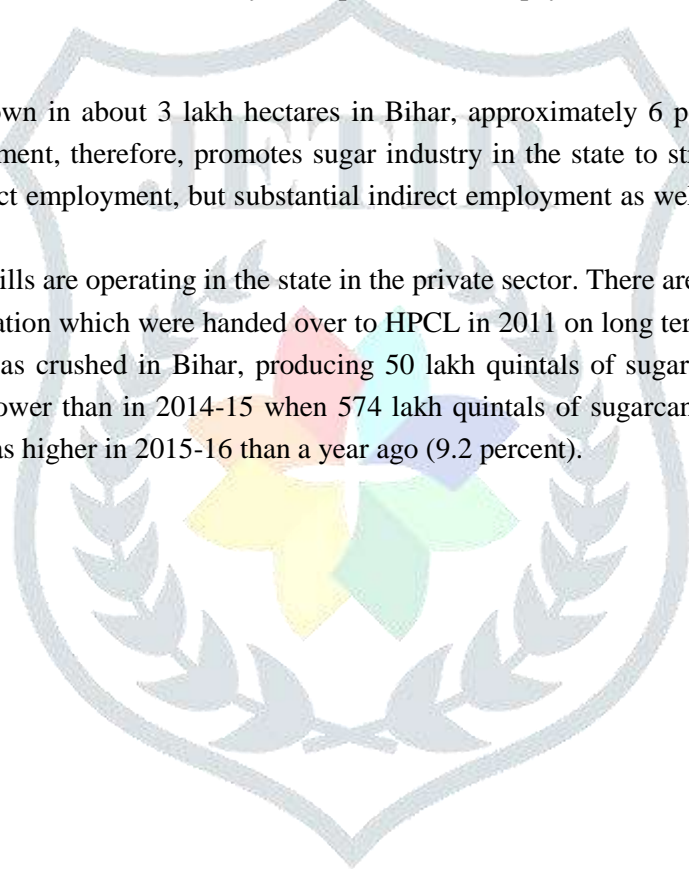 own in about 3 lakh hectares in Bihar, approximately 6 p
ment, therefore, promotes sugar industry in the state to sti
ct employment, but substantial indirect employment as wel
ills are operating in the state in the private sector. There are
ation which were handed over to HPCL in 2011 on long ter
as crushed in Bihar, producing 50 lakh quintals of sugar
ower than in 2014-15 when 574 lakh quintals of sugarcan
as higher in 2015-16 than a year ago (9.2 percent).
JETIR